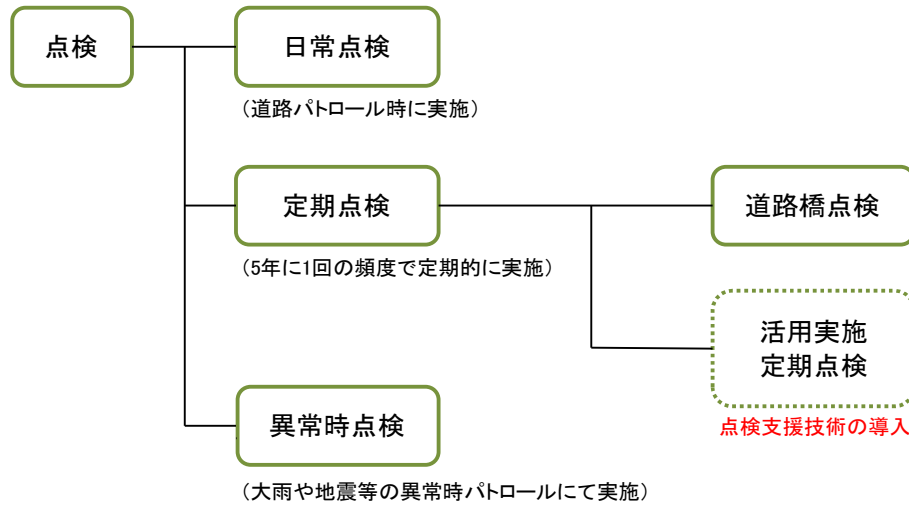 点検
日常点検
（道路パトロール時に実施）
定期点検
道路橋点検
（5年に1回の頻度で定期的に実施）
活用実施
定期点検
点検支援技術の導入
異常時点検
（大雨や地震等の異常時パトロールにて実施）